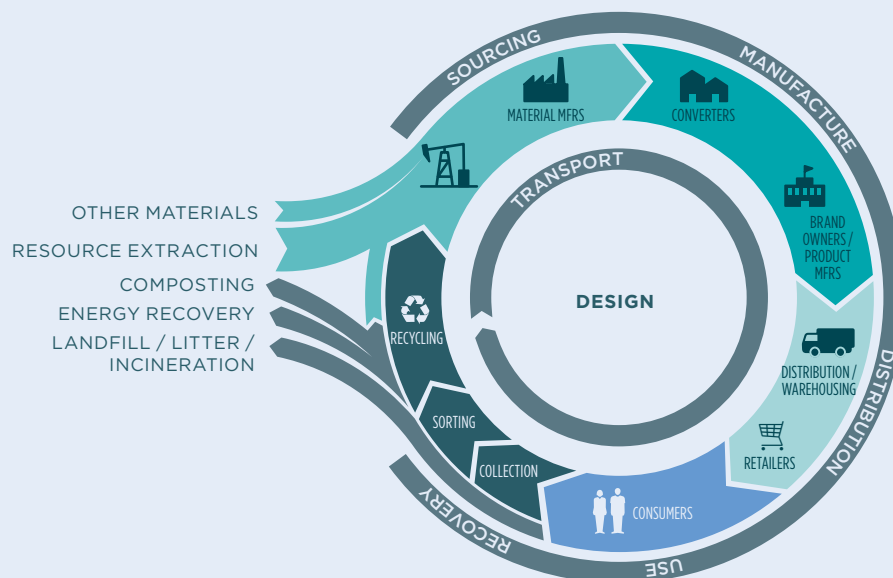 SOURCING
MANUFACTURE
MATERIAL MFRS
CONVERTERS
TRANSPORT
OTHER MATERIALS
RESOURCE EXTRACTION
BRAND
OWNERS /
PRODUCT
MFRS
COMPOSTING
ENERGY RECOVERY
DESIGN
LANDFILL / LITTER /
INCINERATION
RECYCLING
DISTRIBUTION /
WAREHOUSING
DISTRIBUTION
SORTING
RETAILERS
COLLECTION
CONSUMERS
RECOVERY
USE